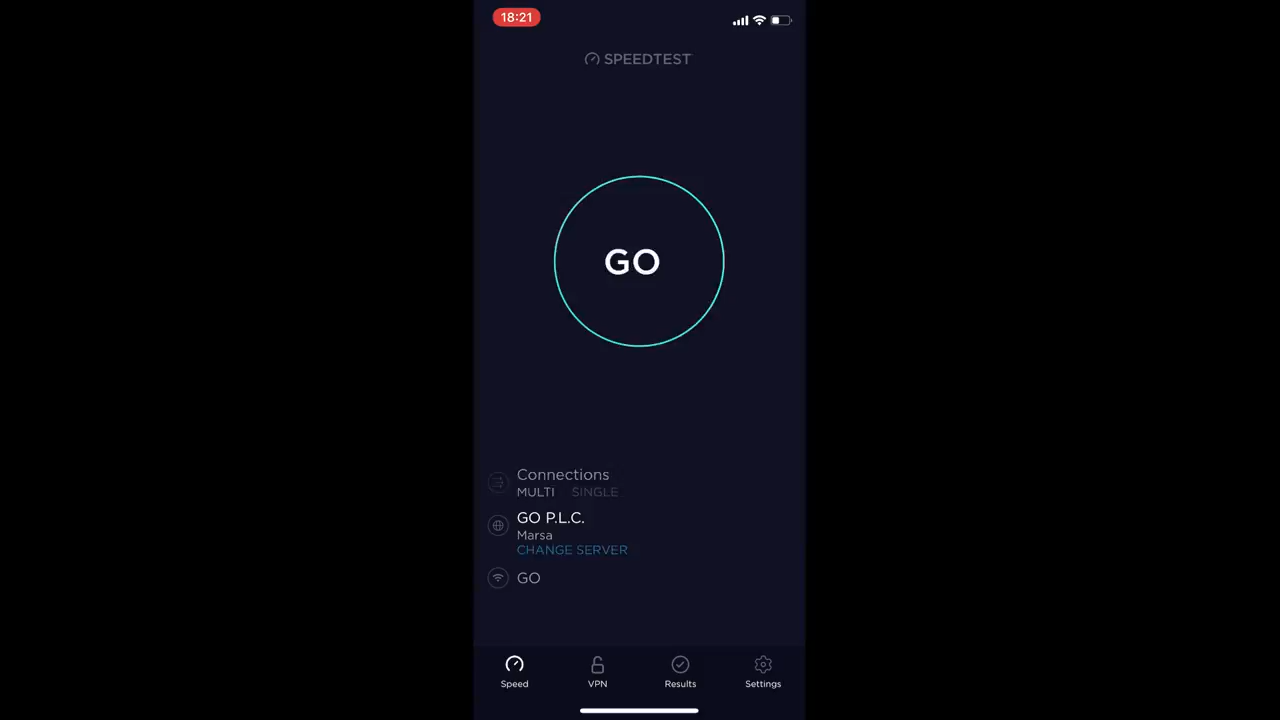 18:21
SPEEDTEST
GO
Connections
MULTI SINGLE
GO P.L.C.
Marsa
CHANGE SERVER
GO
Speed VPN Results Settings